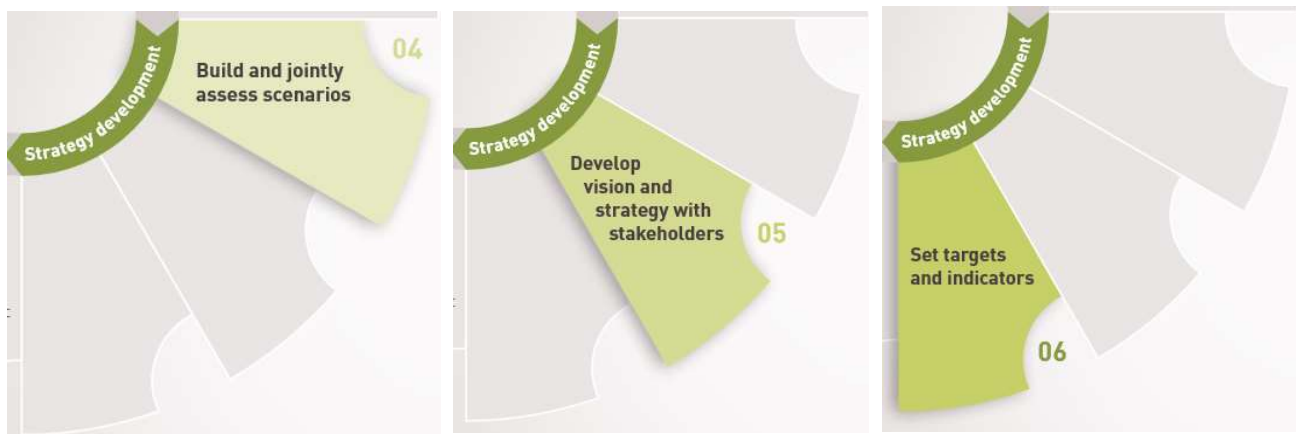 Strategy development
04
Build and jointly
assess scenarios
Strategy development
Develop
vision and
strategy with
stakeholders
05
Strategy development
Set targets
and indicators
06